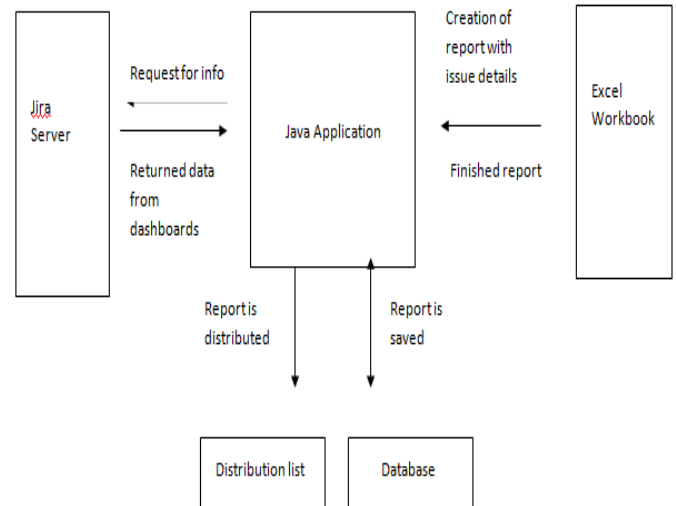 Jira
Server
Request for info
Returned data
from
dashboards
Java Application
Creation of
report with
issue details
Finished report
Excel
Workbook
Report is
distributed
Report is
saved
Distribution list
Database